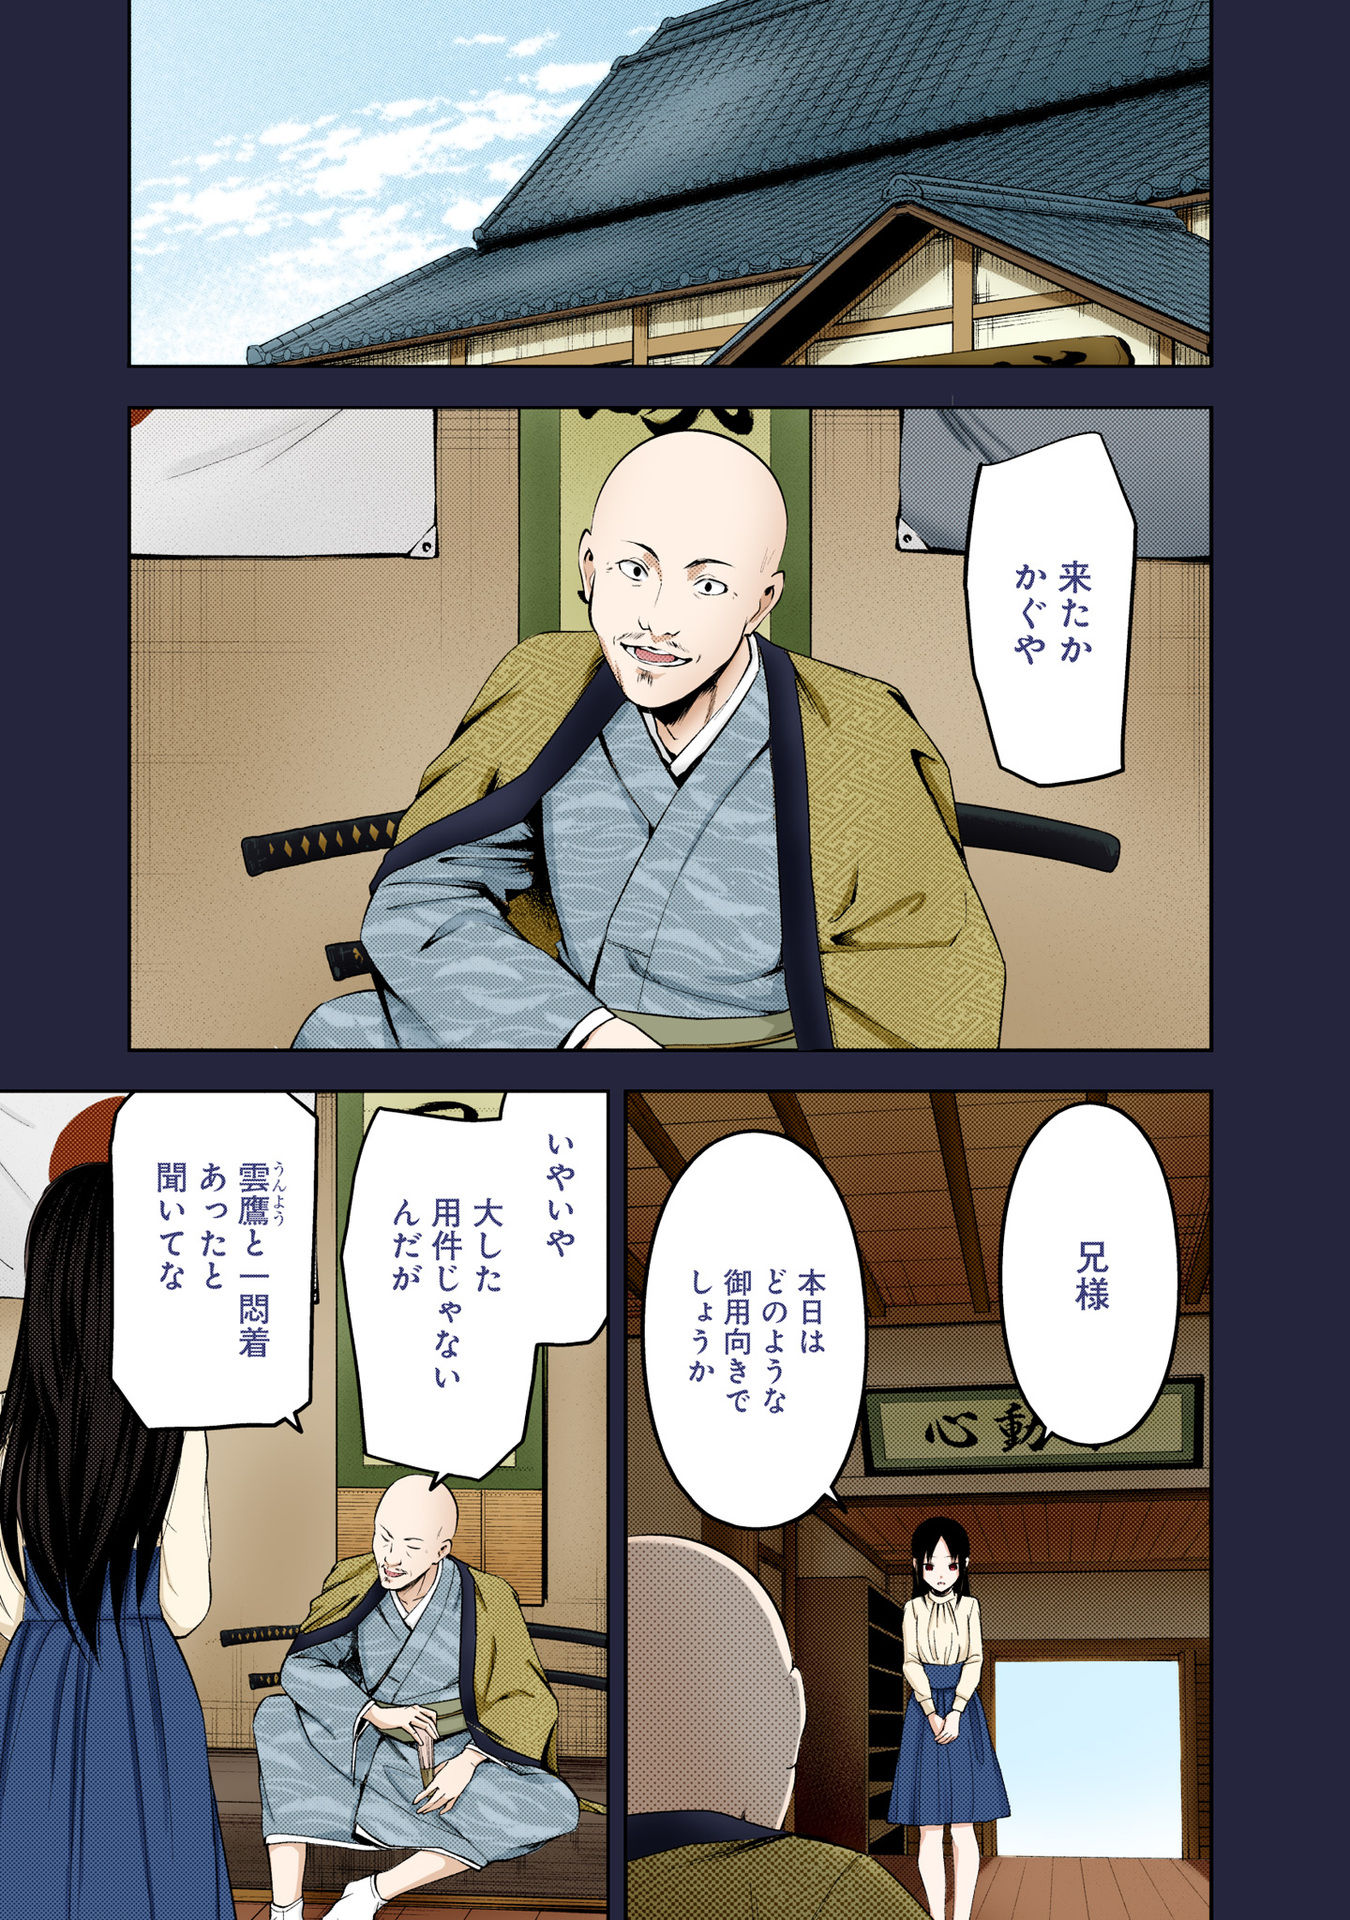 来たか
かぐや
兄様
本日は
どのような
御用向きで
しょうか
動心
いやいや
大した
用件じゃない
んだが
雲鷹と一悶着
うんよう
あったと
聞いてな